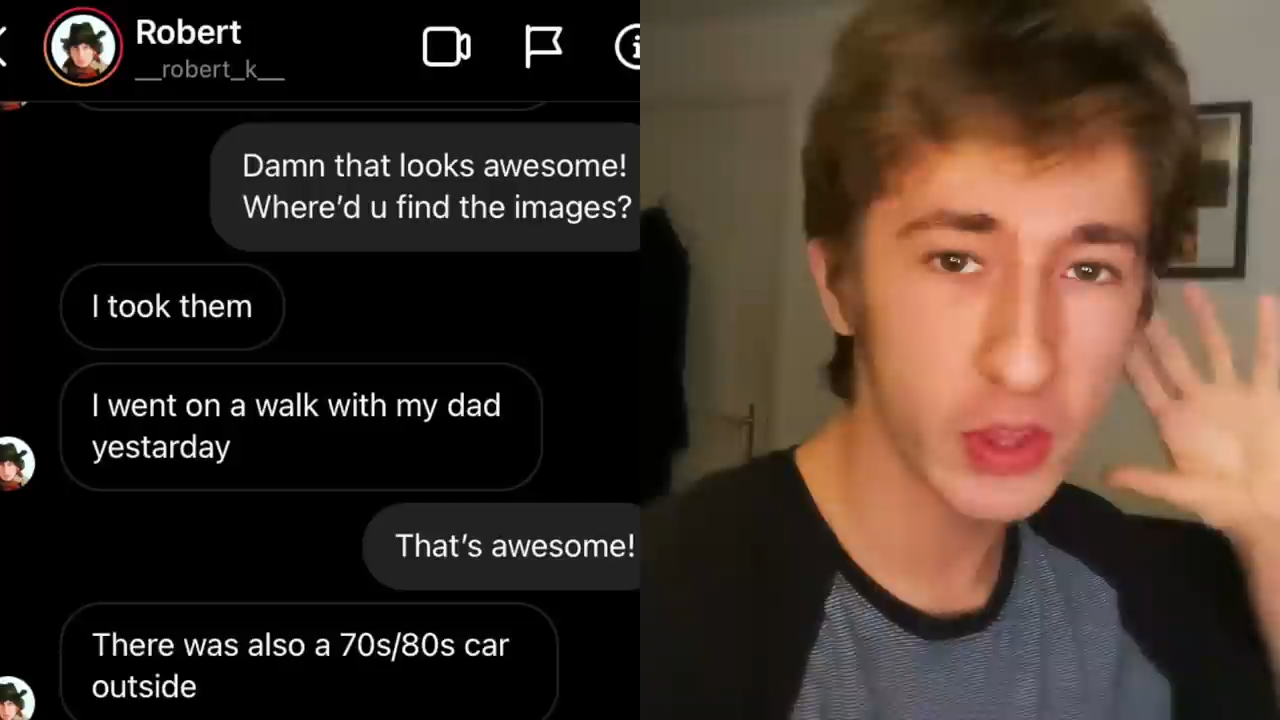 Robert
__robert_k__
Damn that looks awesome!
Where’d u find the images?
I took them
I went on a walk with my dad
yestarday
That’s awesome!
There was also a 70s/80s car
outside